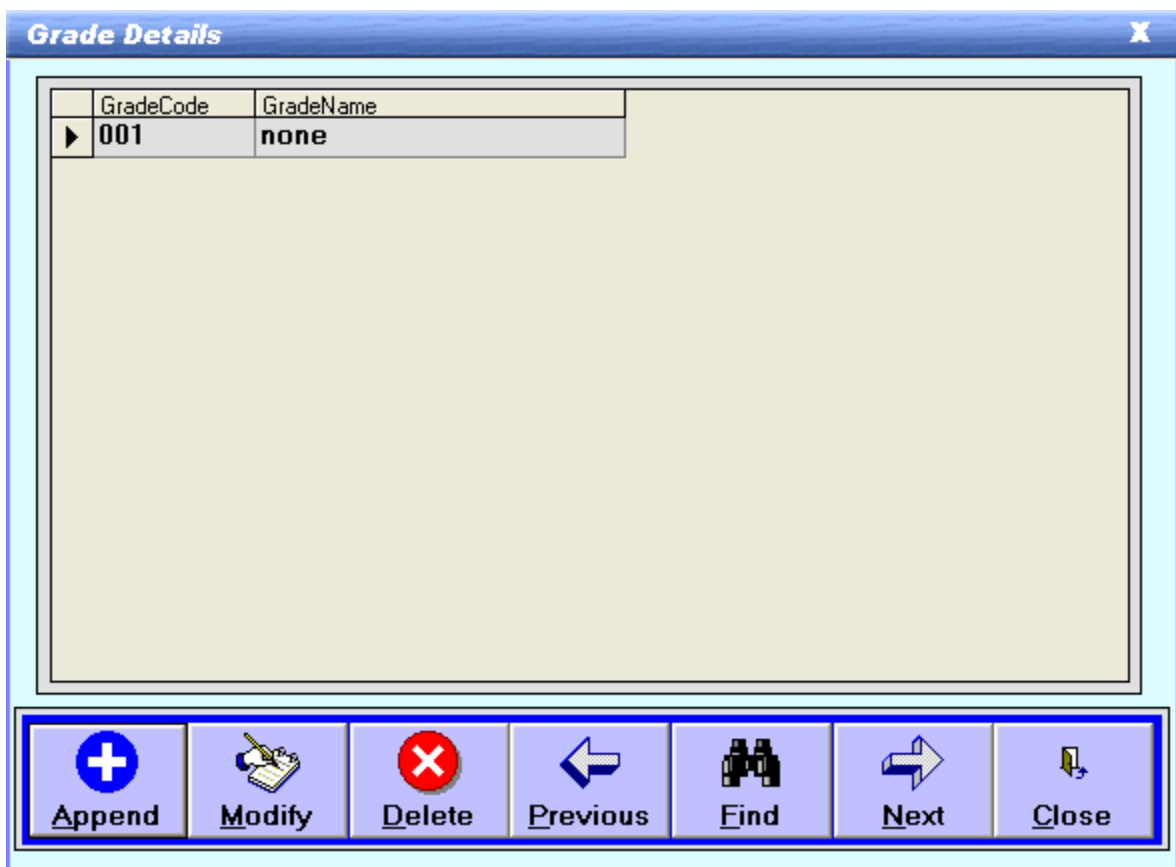 Grade Details X
GradeCode GradeName
001 none
Append Modify Delete Previous Find Next Close